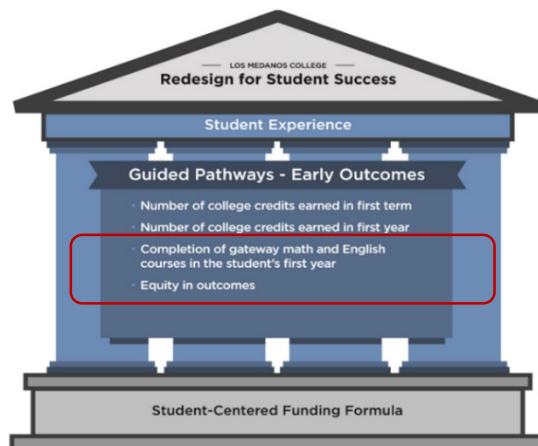 LOS MEDANOS COLLEGE
Redesign for Student Success
Student Experience
Guided Pathways - Early Outcomes
· Number of college credits earned in first term
· Number of college credits earned in first year
· Completion of gateway math and English
courses in the student's first year
· Equity in outcomes
Student-Centered Funding Formula